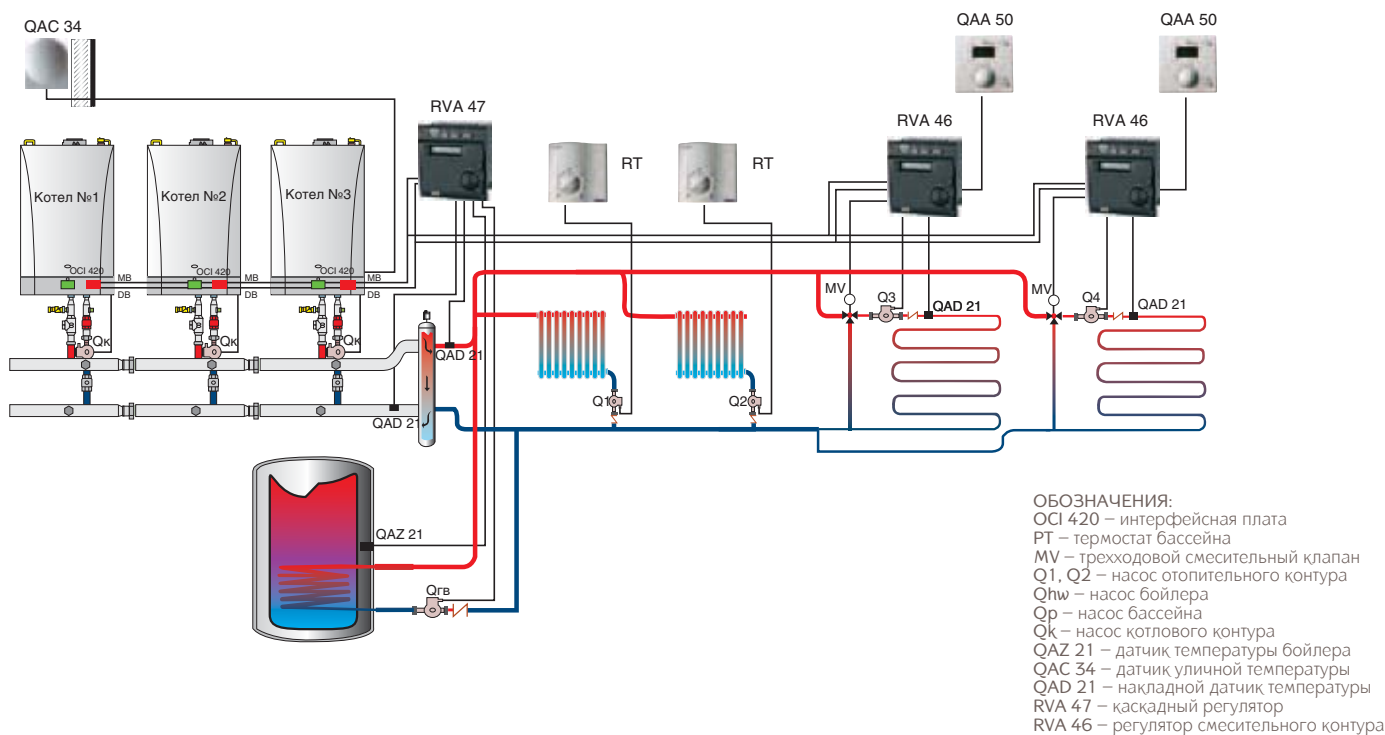 QAC 34
QAA 50
QAA 50
RVA 47
RVA 46
RVA 46
RT
RT
Котел №1
Котел №2
Котел №3
OCI 420
OCI 420
OCI 420
MB
MB
MB
DB
DB
DB
Qк
Qк
Qк
MV
Q3
QAD 21
MV
Q4
QAD 21
QAD 21
Q1
Q2
QAD 21
QAZ 21
Qгв
ОБОЗНАЧЕНИЯ:
OCI 420 – интерфейсная плата
РТ – термостат бассейна
MV – трехходовой смесительный клапан
Q1, Q2 – насос отопительного контура
Qhw – насос бойлера
Qp – насос бассейна
Qk – насос котлового контура
QAZ 21 – датчик температуры бойлера
QAC 34 – датчик уличной температуры
QAD 21 – накладной датчик температуры
RVA 47 – каскадный регулятор
RVA 46 – регулятор смесительного контура